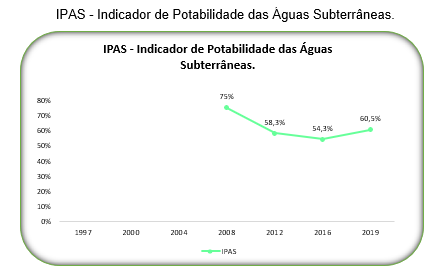 IPAS - Indicador de Potabilidade das Águas Subterrâneas.
IPAS - Indicador de Potabilidade das Águas
Subterrâneas.
80%
70%
60%
50%
40%
30%
20%
10%
0%
75%
58,3%
54,3%
60,5%
1997 2000 2004 2008 2012 2016 2019
IPAS